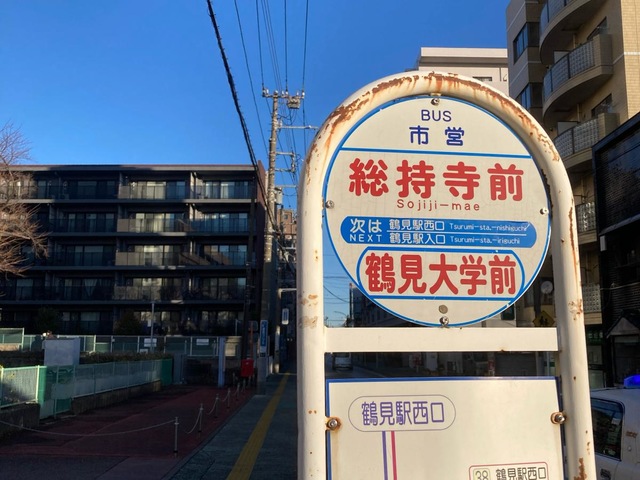 BUS
市営
総持寺前
Sojiji-mae
次は 鶴見駅西口 Tsurumi-sta.-nishiguchi
NEXT 鶴見駅入口 Tsurumi-sta.-iriguchi
鶴見大学前
鶴見駅西口
38 鶴見駅西口